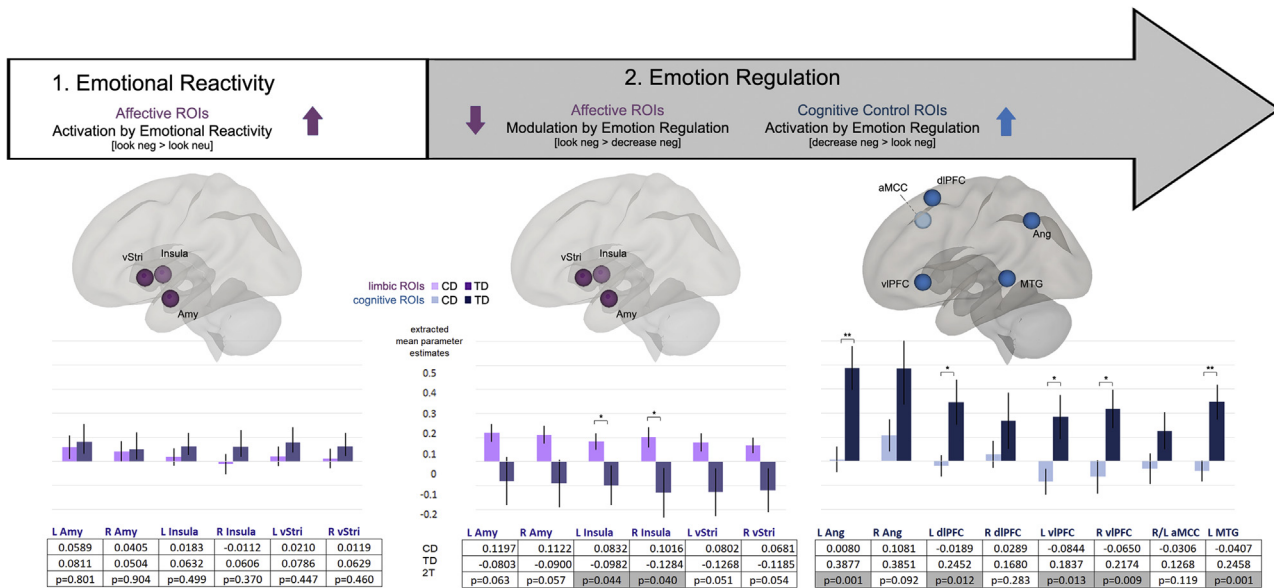 1. Emotional Reactivity
Affective ROIs
Activation by Emotional Reactivity
[look neg > look neu]
2. Emotion Regulation
Affective ROIs
Modulation by Emotion Regulation
[look neg > decrease neg]
Cognitive Control ROIs
Activation by Emotion Regulation
[decrease neg > look neg]
vStri
Insula
Amy
vStri
Insula
Amy
dlPFC
aMCC
Ang
vlPFC
MTG
limbic ROIs CD TD
cognitive ROIs CD TD
extracted
mean parameter
estimates
0.5
0.4
0.3
0.2
0.1
0
-0.1
-0.2
* *
** * * * **
L Amy R Amy L Insula R Insula L vStri R vStri
0.0589 0.0405 0.0183 -0.0112 0.0210 0.0119
0.0811 0.0504 0.0632 0.0606 0.0786 0.0629
p=0.801 p=0.904 p=0.499 p=0.370 p=0.447 p=0.460
L Amy R Amy L Insula R Insula L vStri R vStri
CD 0.1197 0.1122 0.0832 0.1016 0.0802 0.0681
TD -0.0803 -0.0900 -0.0982 -0.1284 -0.1268 -0.1185
2T p=0.063 p=0.057 p=0.044 p=0.040 p=0.051 p=0.054
L Ang R Ang L dlPFC R dlPFC L vlPFC R vlPFC R/L aMCC L MTG
0.0080 0.1081 -0.0189 0.0289 -0.0844 -0.0650 -0.0306 -0.0407
0.3877 0.3851 0.2452 0.1680 0.1837 0.2174 0.1268 0.2458
p=0.001 p=0.092 p=0.012 p=0.283 p=0.013 p=0.009 p=0.119 p=0.001